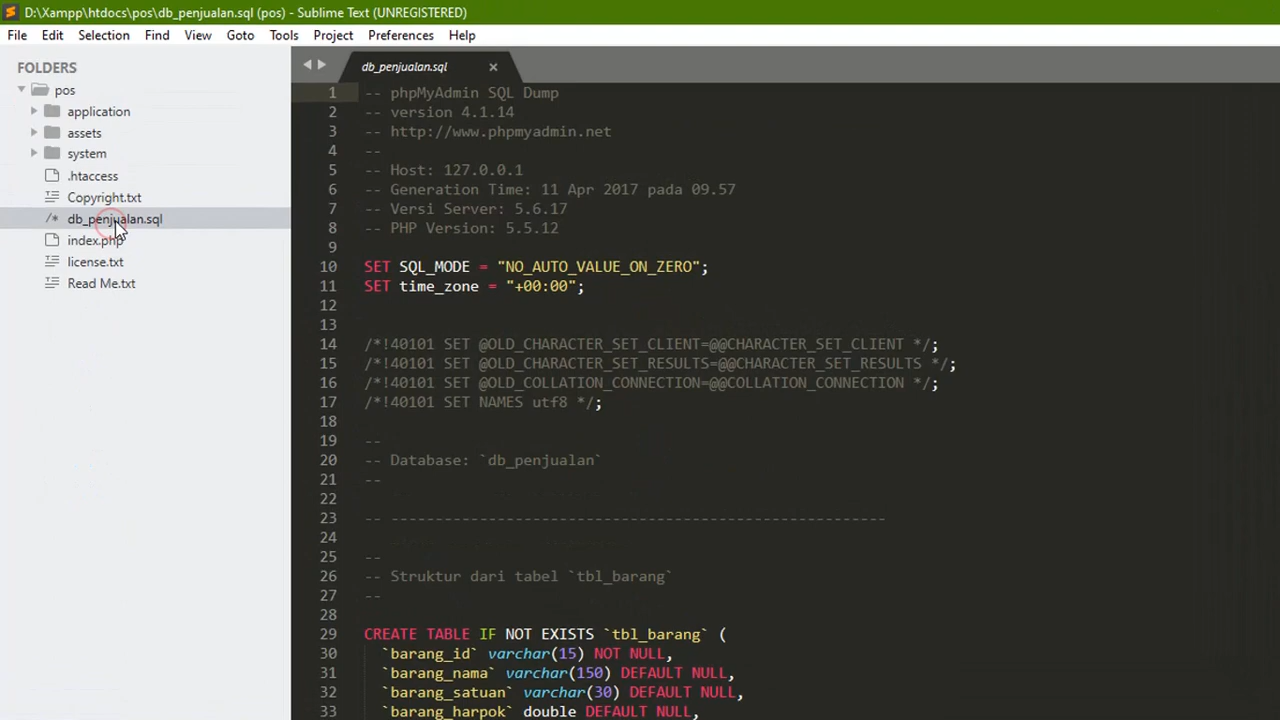 D:\Xampp\htdocs\pos\db_penjualan.sql (pos) - Sublime Text (UNREGISTERED)
File Edit Selection Find View Goto Tools Project Preferences Help
FOLDERS
pos
application
assets
system
.htaccess
Copyright.txt
db_penjualan.sql
index.php
license.txt
Read Me.txt
db_penjualan.sql
1 -- phpMyAdmin SQL Dump
2 -- version 4.1.14
3 -- http://www.phpmyadmin.net
4 --
5 -- Host: 127.0.0.1
6 -- Generation Time: 11 Apr 2017 pada 09.57
7 -- Versi Server: 5.6.17
8 -- PHP Version: 5.5.12
9
10 SET SQL_MODE = "NO_AUTO_VALUE_ON_ZERO";
11 SET time_zone = "+00:00";
12
13
14 /*!40101 SET @OLD_CHARACTER_SET_CLIENT=@@CHARACTER_SET_CLIENT */;
15 /*!40101 SET @OLD_CHARACTER_SET_RESULTS=@@CHARACTER_SET_RESULTS */;
16 /*!40101 SET @OLD_COLLATION_CONNECTION=@@COLLATION_CONNECTION */;
17 /*!40101 SET NAMES utf8 */;
18
19 --
20 -- Database: `db_penjualan`
21 --
22
23 -- --------------------------------------------------------
24
25 --
26 -- Struktur dari tabel `tbl_barang`
27 --
28
29 CREATE TABLE IF NOT EXISTS `tbl_barang` (
30 `barang_id` varchar(15) NOT NULL,
31 `barang_nama` varchar(150) DEFAULT NULL,
32 `barang_satuan` varchar(30) DEFAULT NULL,
33 `barang_harpok` double DEFAULT NULL,